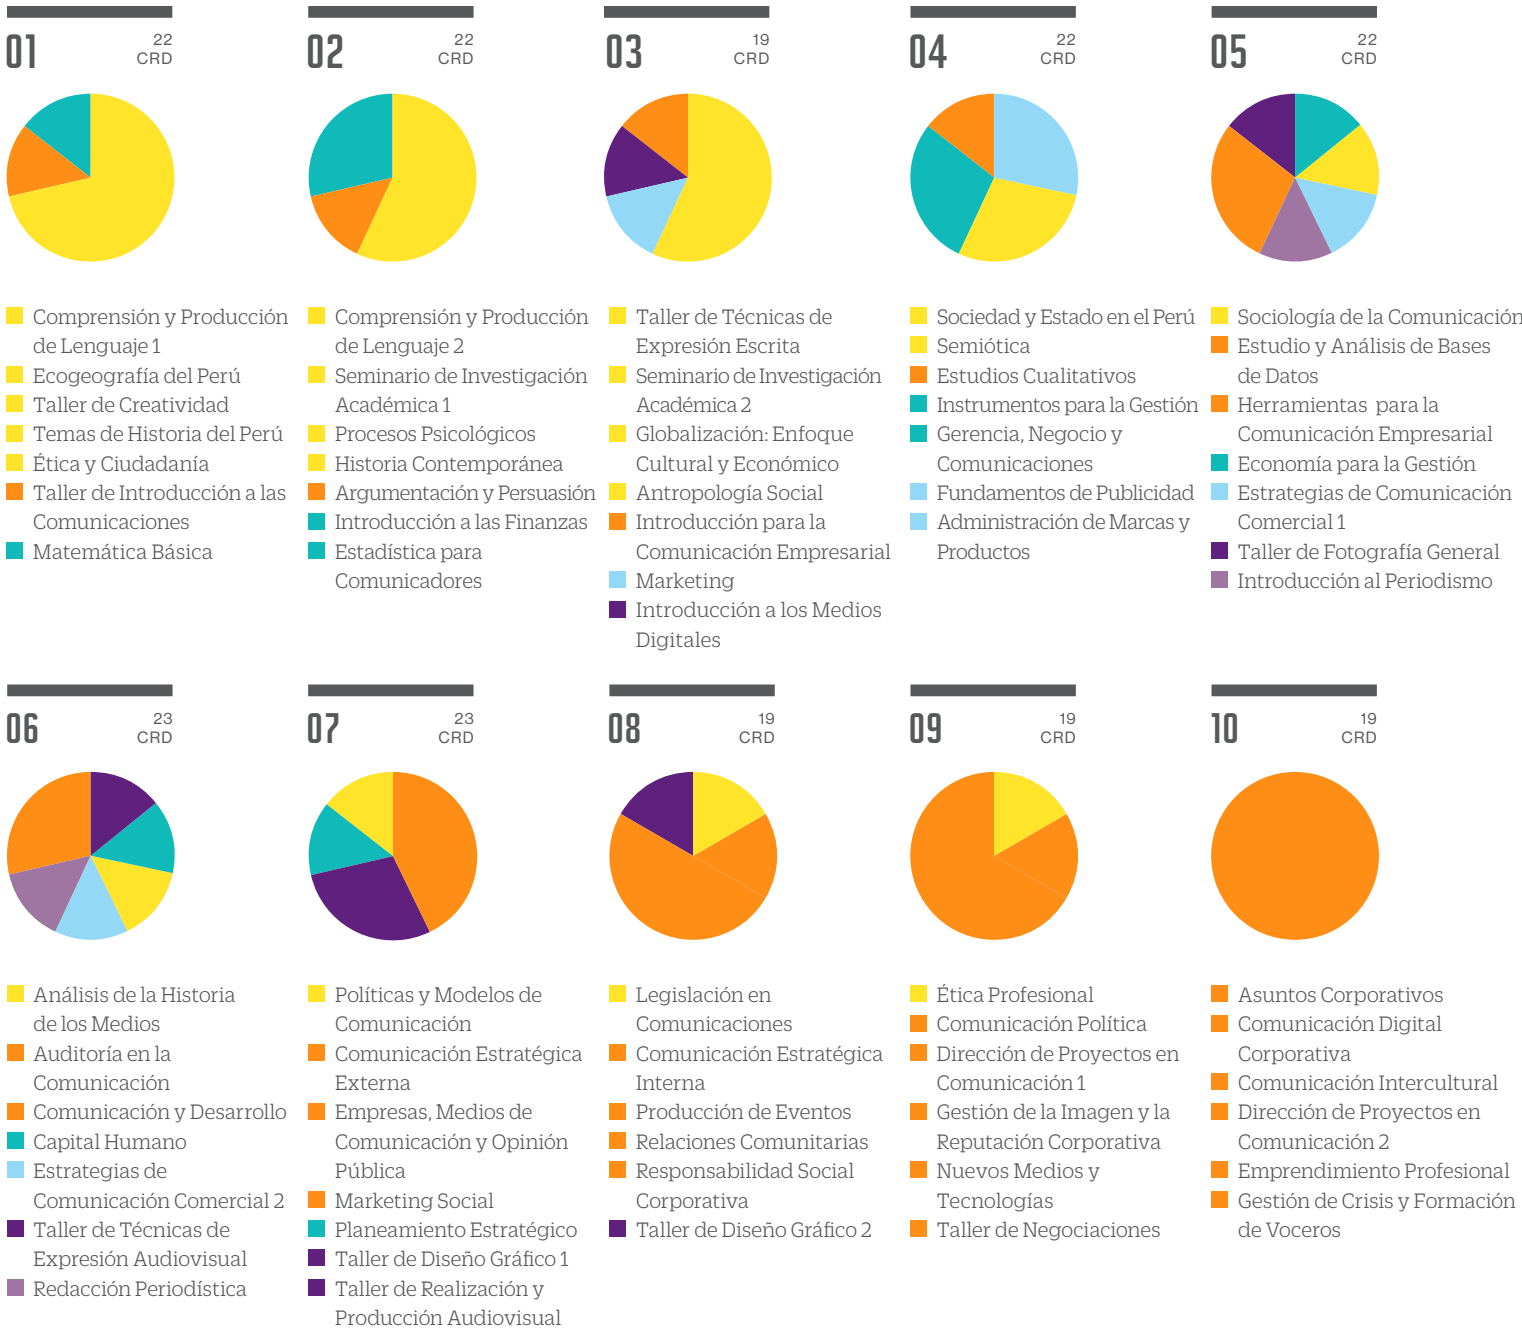 01
22
CRD
Comprensión y Producción
de Lenguaje 1
Ecogeografía del Perú
Taller de Creatividad
Temas de Historia del Perú
Ética y Ciudadanía
Taller de Introducción a las
Comunicaciones
Matemática Básica
02
22
CRD
Comprensión y Producción
de Lenguaje 2
Seminario de Investigación
Académica 1
Procesos Psicológicos
Historia Contemporánea
Argumentación y Persuasión
Introducción a las Finanzas
Estadística para
Comunicadores
03
19
CRD
Taller de Técnicas de
Expresión Escrita
Seminario de Investigación
Académica 2
Globalización: Enfoque
Cultural y Económico
Antropología Social
Introducción para la
Comunicación Empresarial
Marketing
Introducción a los Medios
Digitales
04
22
CRD
Sociedad y Estado en el Perú
Semiótica
Estudios Cualitativos
Instrumentos para la Gestión
Gerencia, Negocio y
Comunicaciones
Fundamentos de Publicidad
Administración de Marcas y
Productos
05
22
CRD
Sociología de la Comunicación
Estudio y Análisis de Bases
de Datos
Herramientas para la
Comunicación Empresarial
Economía para la Gestión
Estrategias de Comunicación
Comercial 1
Taller de Fotografía General
Introducción al Periodismo
06
23
CRD
Análisis de la Historia
de los Medios
Auditoría en la
Comunicación
Comunicación y Desarrollo
Capital Humano
Estrategias de
Comunicación Comercial 2
Taller de Técnicas de
Expresión Audiovisual
Redacción Periodística
07
23
CRD
Políticas y Modelos de
Comunicación
Comunicación Estratégica
Externa
Empresas, Medios de
Comunicación y Opinión
Pública
Marketing Social
Planeamiento Estratégico
Taller de Diseño Gráfico 1
Taller de Realización y
Producción Audiovisual
08
19
CRD
Legislación en
Comunicaciones
Comunicación Estratégica
Interna
Producción de Eventos
Relaciones Comunitarias
Responsabilidad Social
Corporativa
Taller de Diseño Gráfico 2
09
19
CRD
Ética Profesional
Comunicación Política
Dirección de Proyectos en
Comunicación 1
Gestión de la Imagen y la
Reputación Corporativa
Nuevos Medios y
Tecnologías
Taller de Negociaciones
10
19
CRD
Asuntos Corporativos
Comunicación Digital
Corporativa
Comunicación Intercultural
Dirección de Proyectos en
Comunicación 2
Emprendimiento Profesional
Gestión de Crisis y Formación
de Voceros